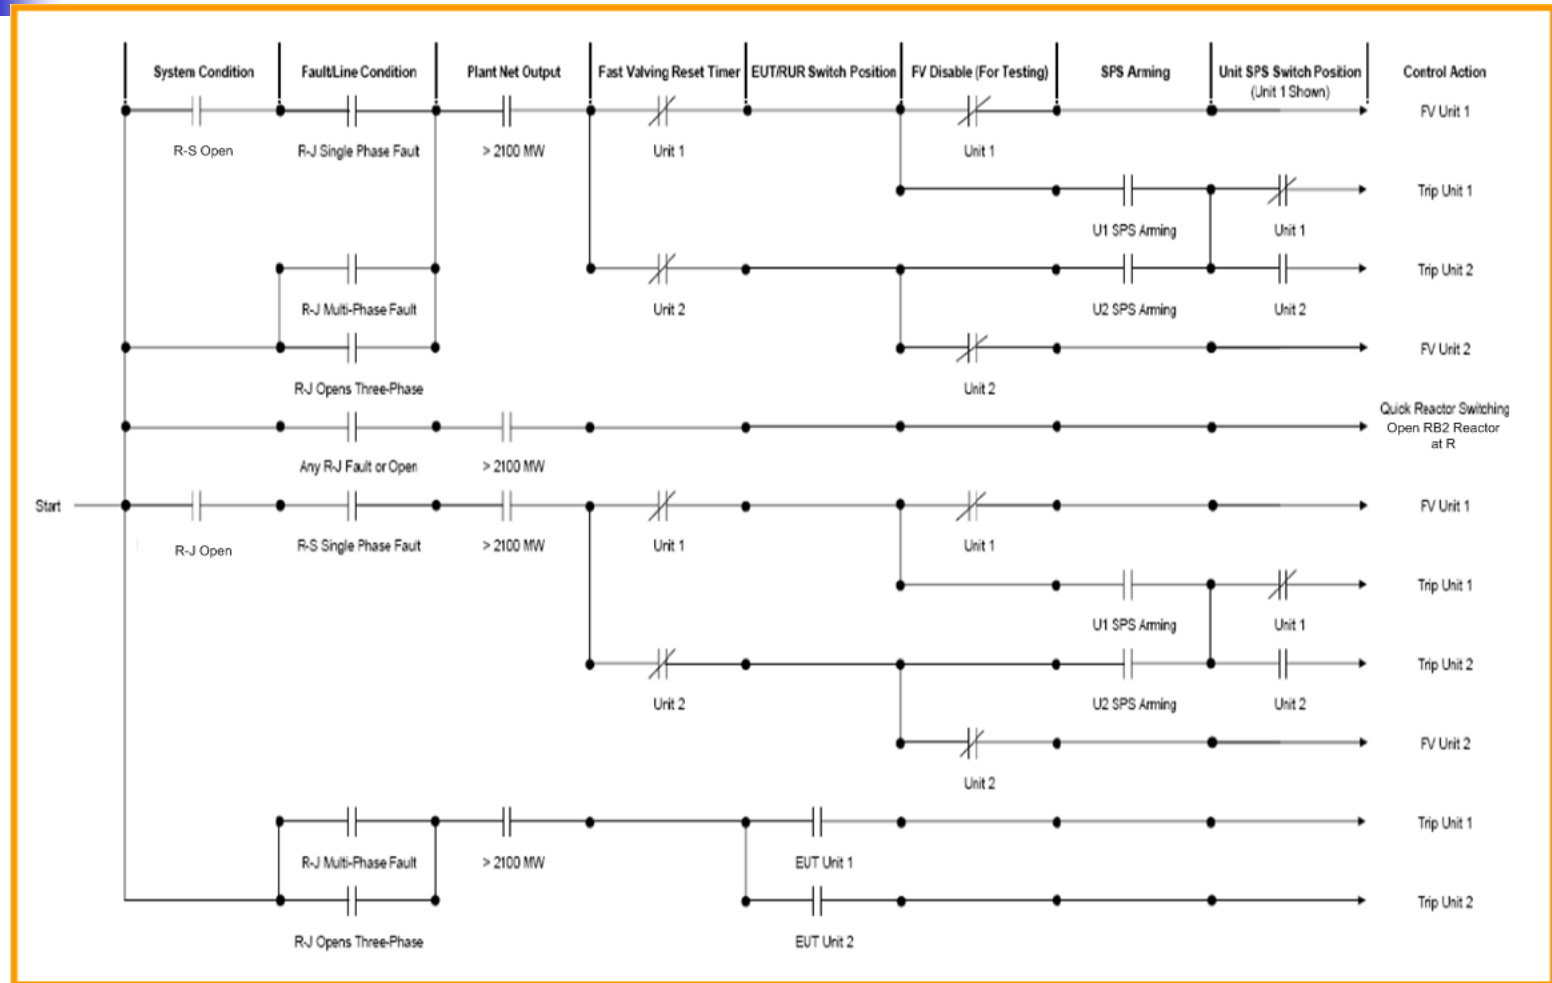 System Condition
Fault/Line Condition
Plant Net Output
Fast Valving Reset Timer
EUT/RUR Switch Position
FV Disable (For Testing)
SPS Arming
Unit SPS Switch Position
(Unit 1 Shown)
Control Action
FV Unit 1
R-S Open
R-J Single Phase Fault
> 2100 MW
Unit 1
Unit 1
Trip Unit 1
U1 SPS Arming
Unit 1
Trip Unit 2
R-J Multi-Phase Fault
Unit 2
U2 SPS Arming
Unit 2
FV Unit 2
R-J Opens Three-Phase
Unit 2
Quick Reactor Switching
Open RB2 Reactor
at R
Any R-J Fault or Open
> 2100 MW
Start
FV Unit 1
R-J Open
R-S Single Phase Fault
> 2100 MW
Unit 1
Unit 1
Trip Unit 1
U1 SPS Arming
Unit 1
Trip Unit 2
Unit 2
U2 SPS Arming
Unit 2
FV Unit 2
Unit 2
Trip Unit 1
R-J Multi-Phase Fault
> 2100 MW
EUT Unit 1
Trip Unit 2
R-J Opens Three-Phase
EUT Unit 2